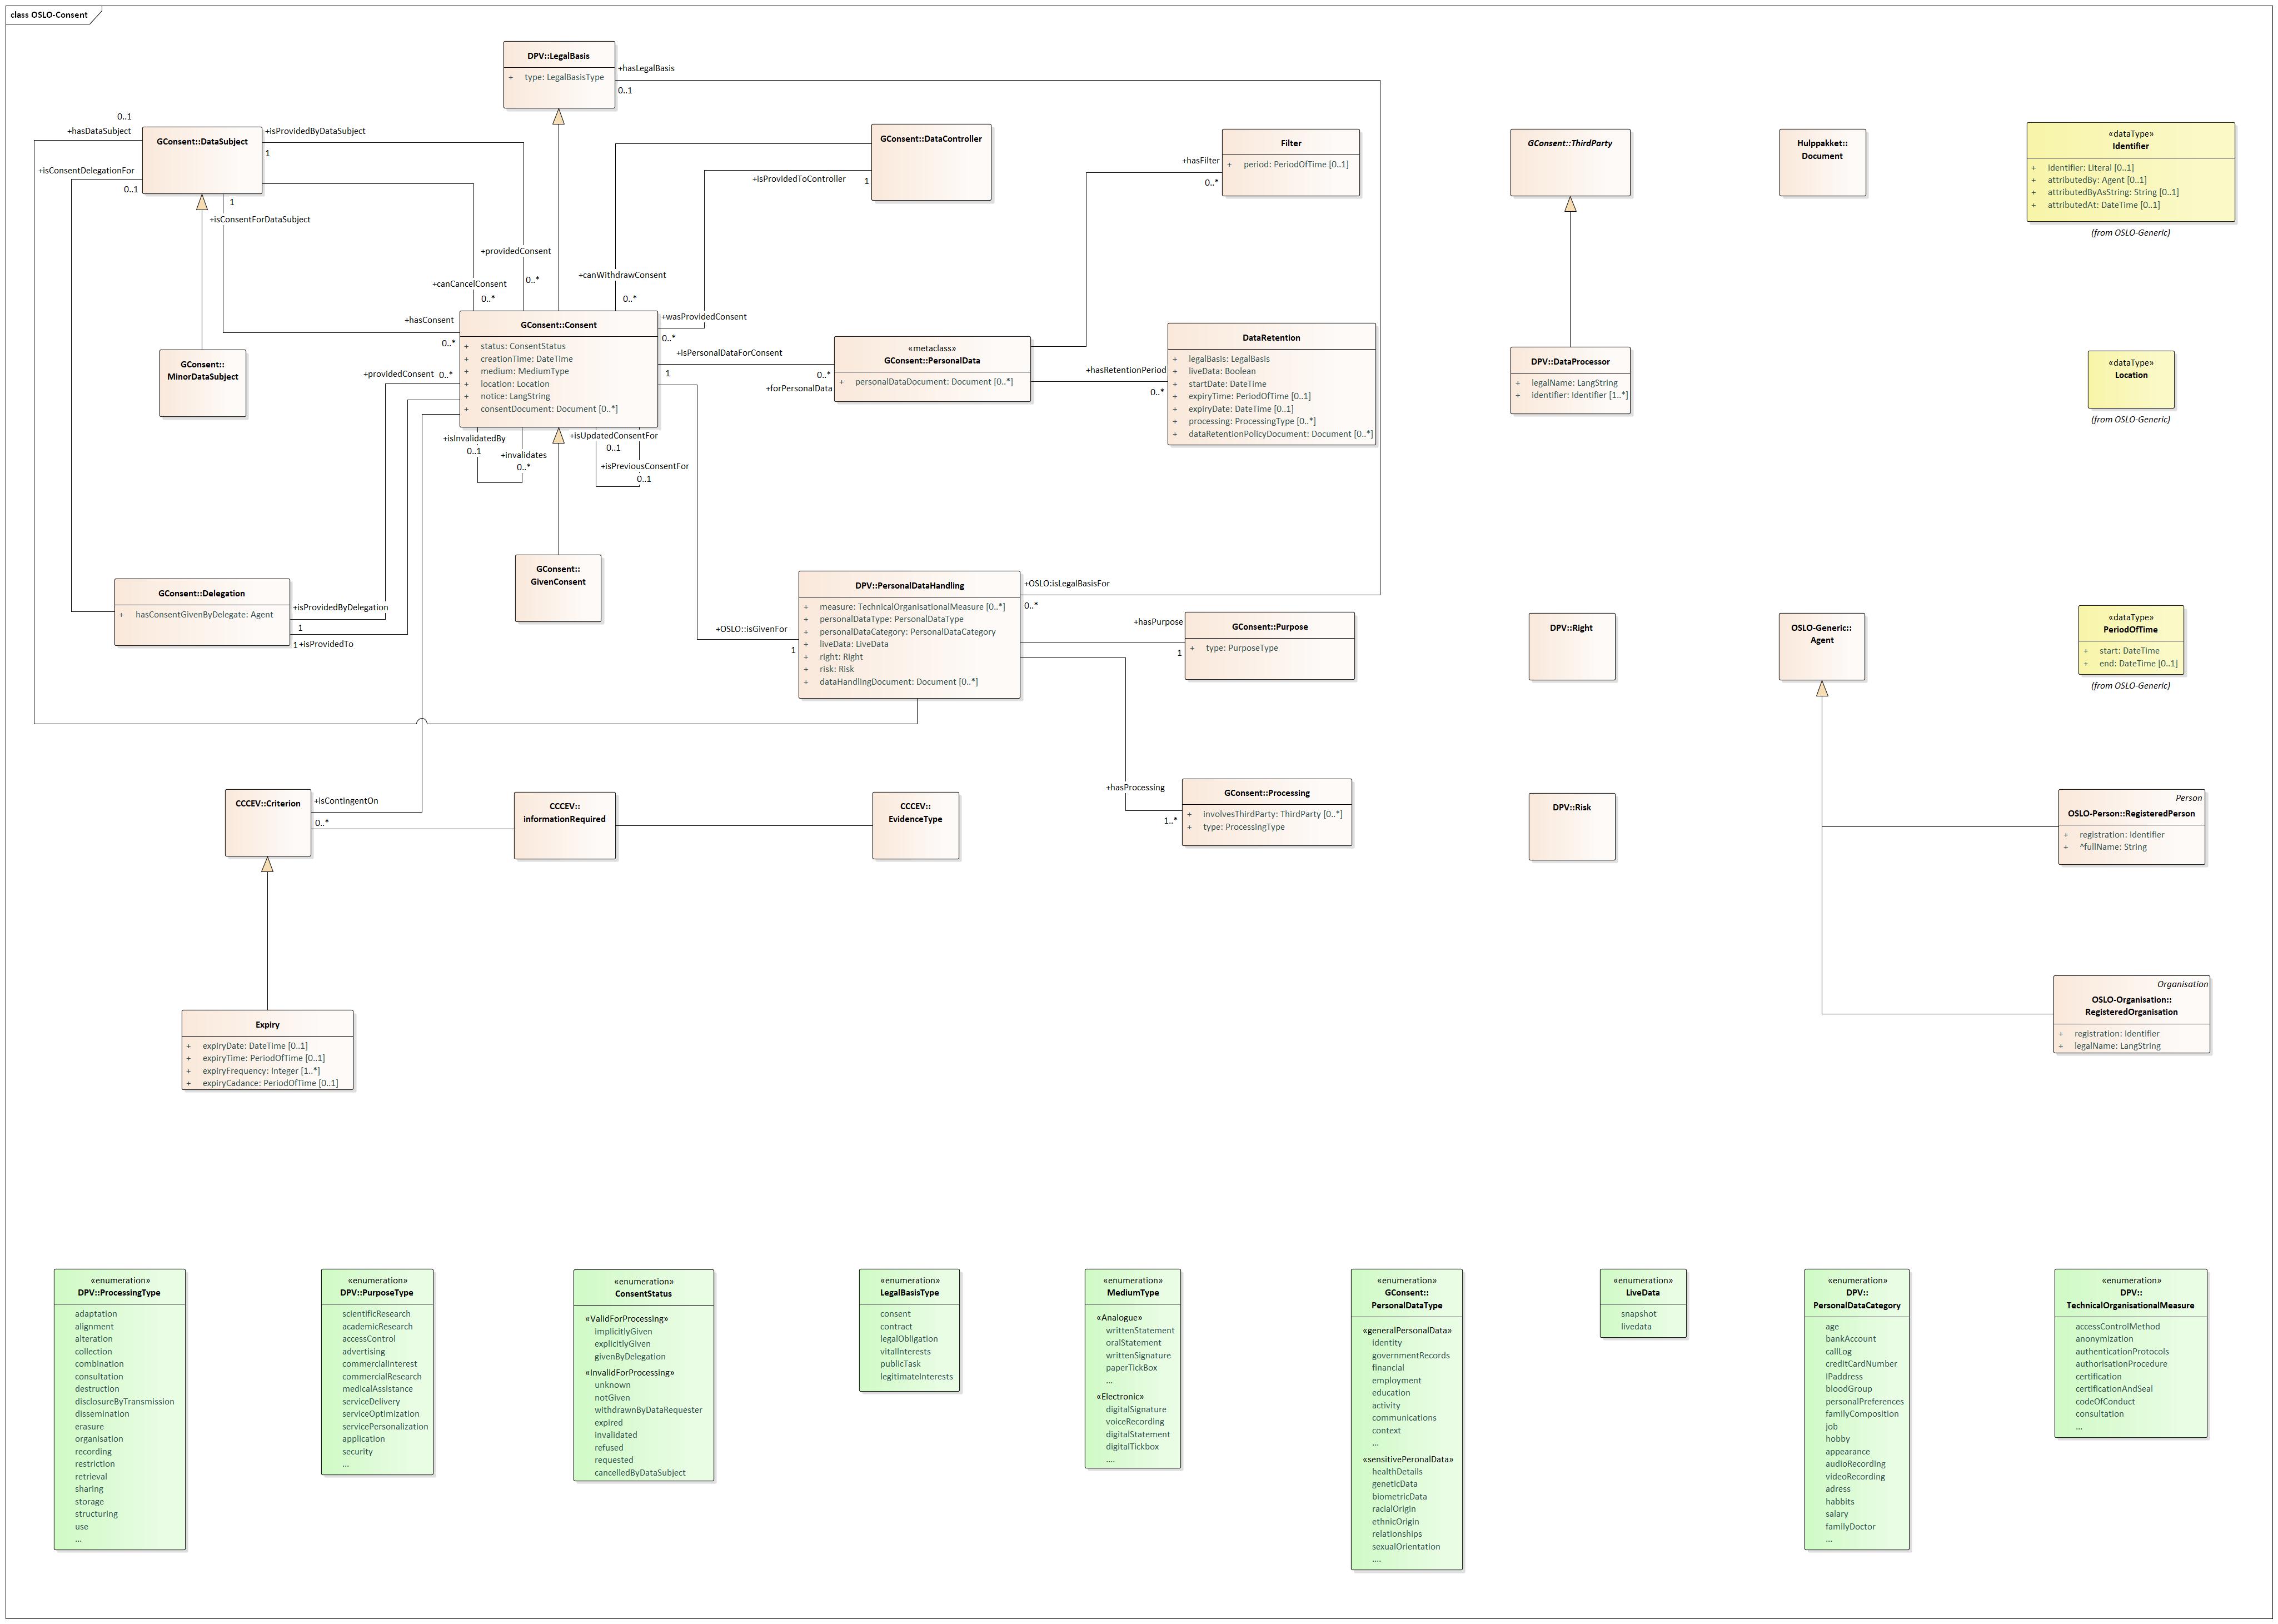 class OSLO-Consent
DPV::LegalBasis
+ type: LegalBasisType
+hasLegalBasis
0..1
0..1
+hasDataSubject
GConsent::DataSubject
+isProvidedByDataSubject
1
+isConsentDelegationFor
0..1
1
+isConsentForDataSubject
GConsent::DataController
+isProvidedToController
1
Filter
+ period: PeriodOfTime [0..1]
+hasFilter
0..*
GConsent::ThirdParty
Hulppakket::
Document
«dataType»
Identifier
+ identifier: Literal [0..1]
+ attributedBy: Agent [0..1]
+ attributedByAsString: String [0..1]
+ attributedAt: DateTime [0..1]
(from OSLO-Generic)
+providedConsent
0..*
+canCancelConsent
0..*
+canWithdrawConsent
0..*
+hasConsent
0..*
+wasProvidedConsent
0..*
GConsent::
MinorDataSubject
GConsent::Consent
+ status: ConsentStatus
+ creationTime: DateTime
+ medium: MediumType
+ location: Location
+ notice: LangString
+ consentDocument: Document [0..*]
+isPersonalDataForConsent
1
0..*
+forPersonalData
«metaclass»
GConsent::PersonalData
+ personalDataDocument: Document [0..*]
+hasRetentionPeriod
0..*
DataRetention
+ legalBasis: LegalBasis
+ liveData: Boolean
+ startDate: DateTime
+ expiryTime: PeriodOfTime [0..1]
+ expiryDate: DateTime [0..1]
+ processing: ProcessingType [0..*]
+ dataRetentionPolicyDocument: Document [0..*]
DPV::DataProcessor
+ legalName: LangString
+ identifier: Identifier [1..*]
«dataType»
Location
(from OSLO-Generic)
+providedConsent 0..*
+isInvalidatedBy
0..1
+invalidates
0..*
+isUpdatedConsentFor
0..1
+isPreviousConsentFor
0..1
GConsent::
GivenConsent
GConsent::Delegation
+ hasConsentGivenByDelegate: Agent
+isProvidedByDelegation
1
1 +isProvidedTo
DPV::PersonalDataHandling
+ measure: TechnicalOrganisationalMeasure [0..*]
+ personalDataType: PersonalDataType
+ personalDataCategory: PersonalDataCategory
+ liveData: LiveData
+ right: Right
+ risk: Risk
+ dataHandlingDocument: Document [0..*]
+OSLO::isGivenFor
1
+OSLO:isLegalBasisFor
0..*
+hasPurpose
1
GConsent::Purpose
+ type: PurposeType
DPV::Right
OSLO-Generic::
Agent
«dataType»
PeriodOfTime
+ start: DateTime
+ end: DateTime [0..1]
(from OSLO-Generic)
CCCEV::Criterion
+isContingentOn
0..*
CCCEV::
informationRequired
CCCEV::
EvidenceType
+hasProcessing
1..*
GConsent::Processing
+ involvesThirdParty: ThirdParty [0..*]
+ type: ProcessingType
DPV::Risk
Person
OSLO-Person::RegisteredPerson
+ registration: Identifier
+ ^fullName: String
Organisation
OSLO-Organisation::
RegisteredOrganisation
+ registration: Identifier
+ legalName: LangString
Expiry
+ expiryDate: DateTime [0..1]
+ expiryTime: PeriodOfTime [0..1]
+ expiryFrequency: Integer [1..*]
+ expiryCadance: PeriodOfTime [0..1]
«enumeration»
DPV::ProcessingType
adaptation
alignment
alteration
collection
combination
consultation
destruction
disclosureByTransmission
dissemination
erasure
organisation
recording
restriction
retrieval
sharing
storage
structuring
use
...
«enumeration»
DPV::PurposeType
scientificResearch
academicResearch
accessControl
advertising
commercialInterest
commercialResearch
medicalAssistance
serviceDelivery
serviceOptimization
servicePersonalization
application
security
...
«enumeration»
ConsentStatus
«ValidForProcessing»
implicitlyGiven
explicitlyGiven
givenByDelegation
«InvalidForProcessing»
unknown
notGiven
withdrawnByDataRequester
expired
invalidated
refused
requested
cancelledByDataSubject
«enumeration»
LegalBasisType
consent
contract
legalObligation
vitalInterests
publicTask
legitimateInterests
«enumeration»
MediumType
«Analogue»
writtenStatement
oralStatement
writtenSignature
paperTickBox
...
«Electronic»
digitalSignature
voiceRecording
digitalStatement
digitalTickbox
....
«enumeration»
GConsent::
PersonalDataType
«generalPersonalData»
identity
governmentRecords
financial
employment
education
activity
communications
context
...
«sensitivePeronalData»
healthDetails
geneticData
biometricData
racialOrigin
ethnicOrigin
relationships
sexualOrientation
....
«enumeration»
LiveData
snapshot
livedata
«enumeration»
DPV::
PersonalDataCategory
age
bankAccount
callLog
creditCardNumber
IPaddress
bloodGroup
personalPreferences
familyComposition
job
hobby
appearance
audioRecording
videoRecording
adress
habbits
salary
familyDoctor
...
«enumeration»
DPV::
TechnicalOrganisationalMeasure
accessControlMethod
anonymization
authenticationProtocols
authorisationProcedure
certification
certificationAndSeal
codeOfConduct
consultation
...